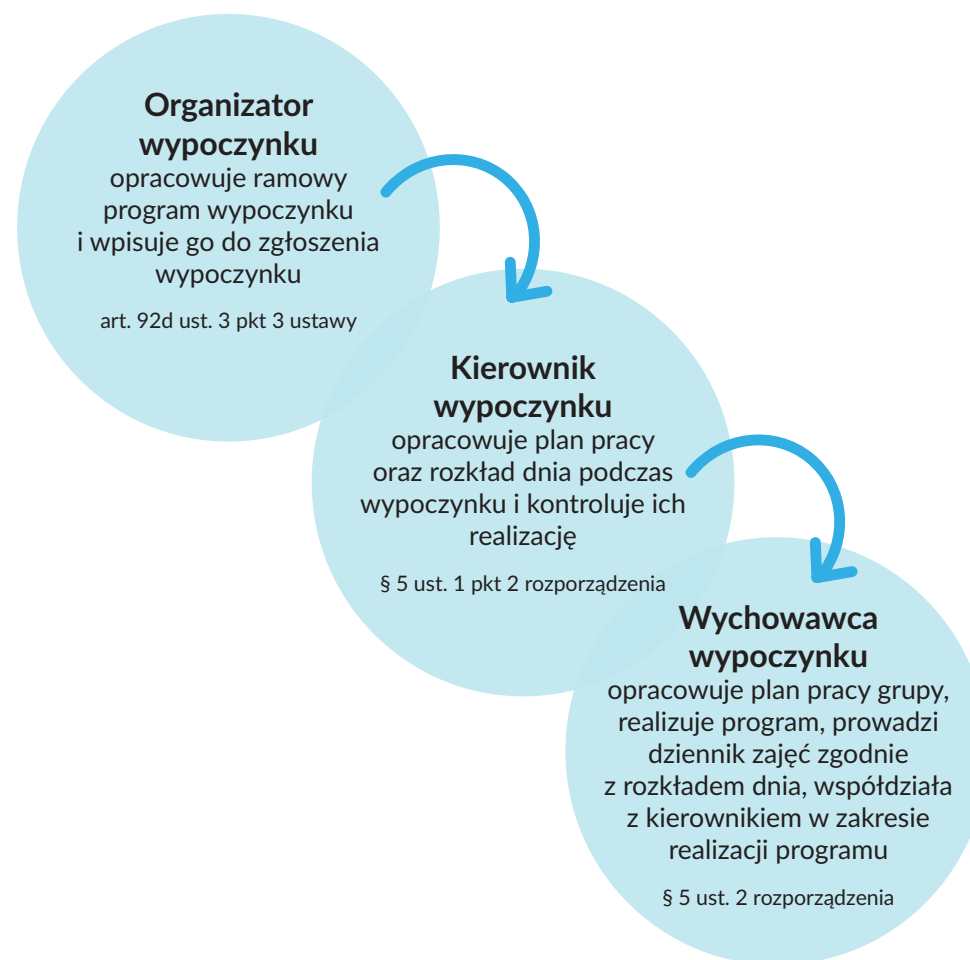 Organizator
wypoczynku
opracowuje ramowy
program wypoczynku
i wpisuje go do zgłoszenia
wypoczynku
art. 92d ust. 3 pkt 3 ustawy
Kierownik
wypoczynku
opracowuje plan pracy
oraz rozkład dnia podczas
wypoczynku i kontroluje ich
realizację
§ 5 ust. 1 pkt 2 rozporządzenia
Wychowawca
wypoczynku
opracowuje plan pracy grupy,
realizuje program, prowadzi
dziennik zajęć zgodnie
z rozkładem dnia, współdziała
z kierownikiem w zakresie
realizacji programu
§ 5 ust. 2 rozporządzenia